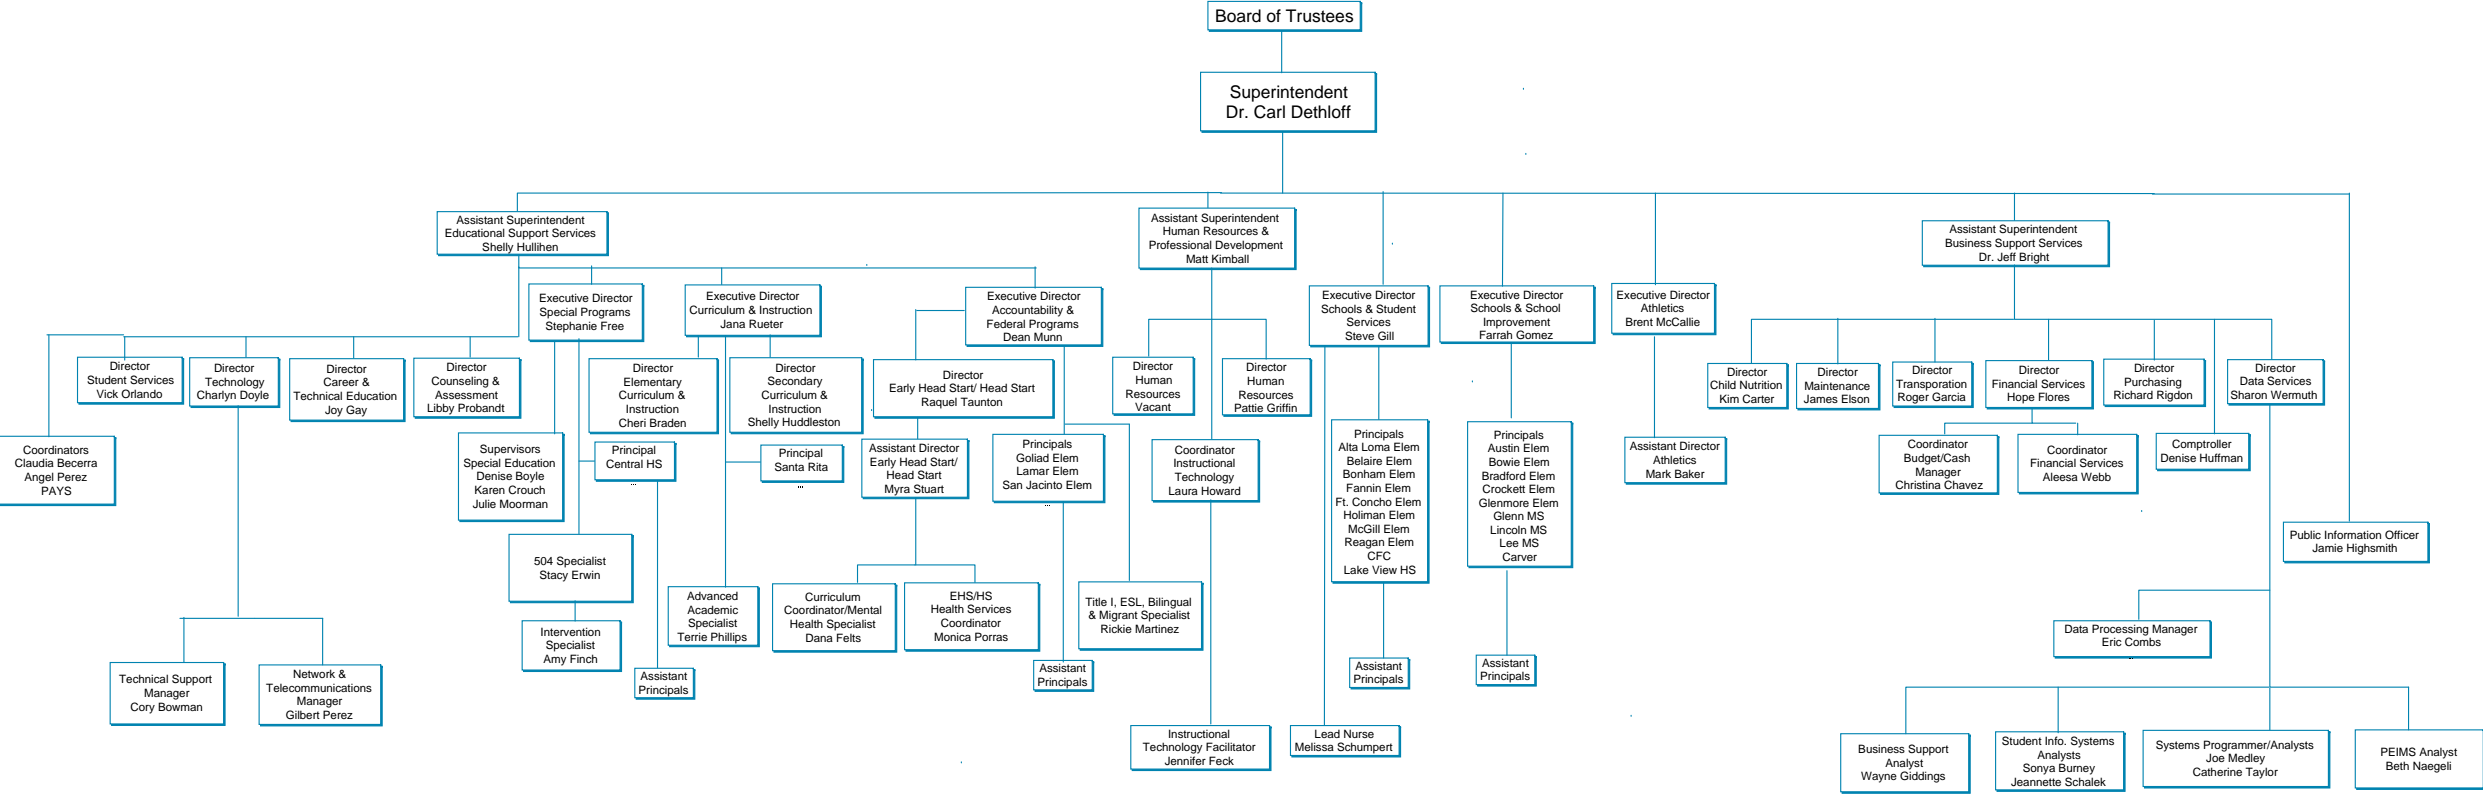 Board of Trustees
Superintendent
Dr. Carl Dethloff
Assistant Superintendent
Educational Support Services
Shelly Hullihen
Assistant Superintendent
Human Resources &
Professional Development
Matt Kimball
Assistant Superintendent
Business Support Services
Dr. Jeff Bright
Executive Director
Special Programs
Stephanie Free
Executive Director
Curriculum & Instruction
Jana Rueter
Executive Director
Accountability &
Federal Programs
Dean Munn
Executive Director
Schools & Student
Services
Steve Gill
Executive Director
Schools & School
Improvement
Farrah Gomez
Executive Director
Athletics
Brent McCallie
Director
Student Services
Vick Orlando
Director
Technology
Charlyn Doyle
Director
Career &
Technical Education
Joy Gay
Director
Counseling &
Assessment
Libby Probandt
Director
Elementary
Curriculum &
Instruction
Cheri Braden
Director
Secondary
Curriculum &
Instruction
Shelly Huddleston
Director
Early Head Start/ Head Start
Raquel Taunton
Director
Human
Resources
Vacant
Director
Human
Resources
Pattie Griffin
Director
Child Nutrition
Kim Carter
Director
Maintenance
James Elson
Director
Transporation
Roger Garcia
Director
Financial Services
Hope Flores
Director
Purchasing
Richard Rigdon
Director
Data Services
Sharon Wermuth
Coordinators
Claudia Becerra
Angel Perez
PAYS
Supervisors
Special Education
Denise Boyle
Karen Crouch
Julie Moorman
Principal
Central HS
Principal
Santa Rita
Assistant Director
Early Head Start/
Head Start
Myra Stuart
Principals
Goliad Elem
Lamar Elem
San Jacinto Elem
Coordinator
Instructional
Technology
Laura Howard
Principals
Alta Loma Elem
Belaire Elem
Bonham Elem
Fannin Elem
Ft. Concho Elem
Holiman Elem
McGill Elem
Reagan Elem
CFC
Lake View HS
Principals
Austin Elem
Bowie Elem
Bradford Elem
Crockett Elem
Glenmore Elem
Glenn MS
Lincoln MS
Lee MS
Carver
Assistant Director
Athletics
Mark Baker
Coordinator
Budget/Cash
Manager
Christina Chavez
Coordinator
Financial Services
Aleesa Webb
Comptroller
Denise Huffman
Public Information Officer
Jamie Highsmith
504 Specialist
Stacy Erwin
Advanced
Academic
Specialist
Terrie Phillips
Curriculum
Coordinator/Mental
Health Specialist
Dana Felts
EHS/HS
Health Services
Coordinator
Monica Porras
Title I, ESL, Bilingual
& Migrant Specialist
Rickie Martinez
Intervention
Specialist
Amy Finch
Data Processing Manager
Eric Combs
Technical Support
Manager
Cory Bowman
Network &
Telecommunications
Manager
Gilbert Perez
Assistant
Principals
Assistant
Principals
Assistant
Principals
Assistant
Principals
Instructional
Technology Facilitator
Jennifer Feck
Lead Nurse
Melissa Schumpert
Business Support
Analyst
Wayne Giddings
Student Info. Systems
Analysts
Sonya Burney
Jeannette Schalek
Systems Programmer/Analysts
Joe Medley
Catherine Taylor
PEIMS Analyst
Beth Naegeli